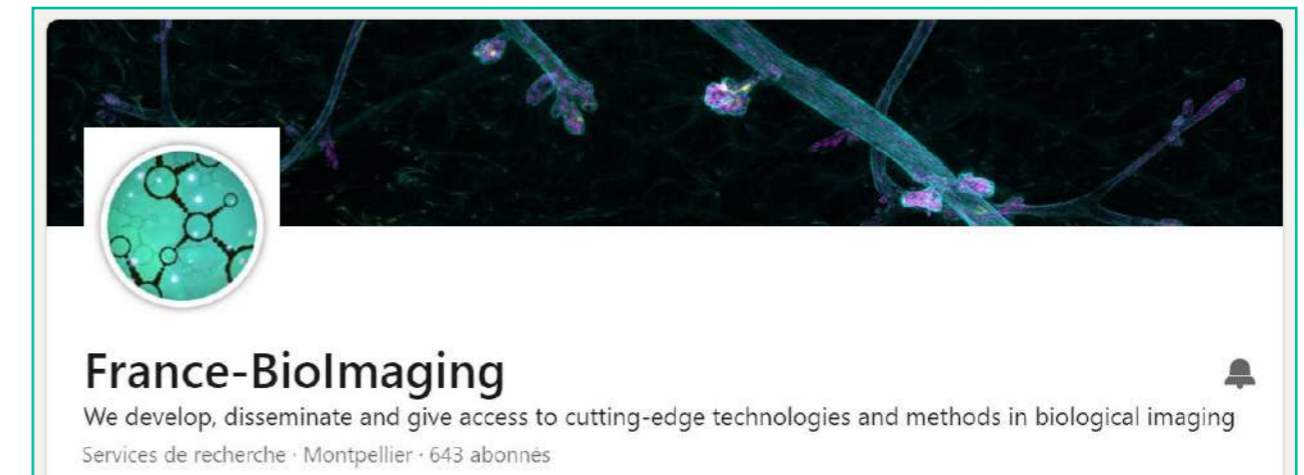 France-BioImaging
We develop, disseminate and give access to cutting-edge technologies and methods in biological imaging
Services de recherche · Montpellier · 643 abonnés